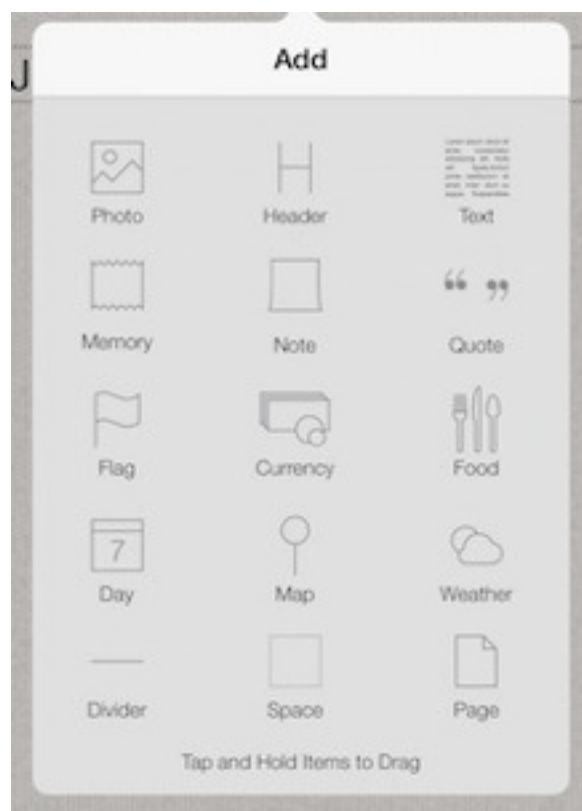 Add
J
Photo Header Text
Memory Note Quote
Flag Currency Food
7
Day Map Weather
Divider Space Page
Tap and Hold Items to Drag